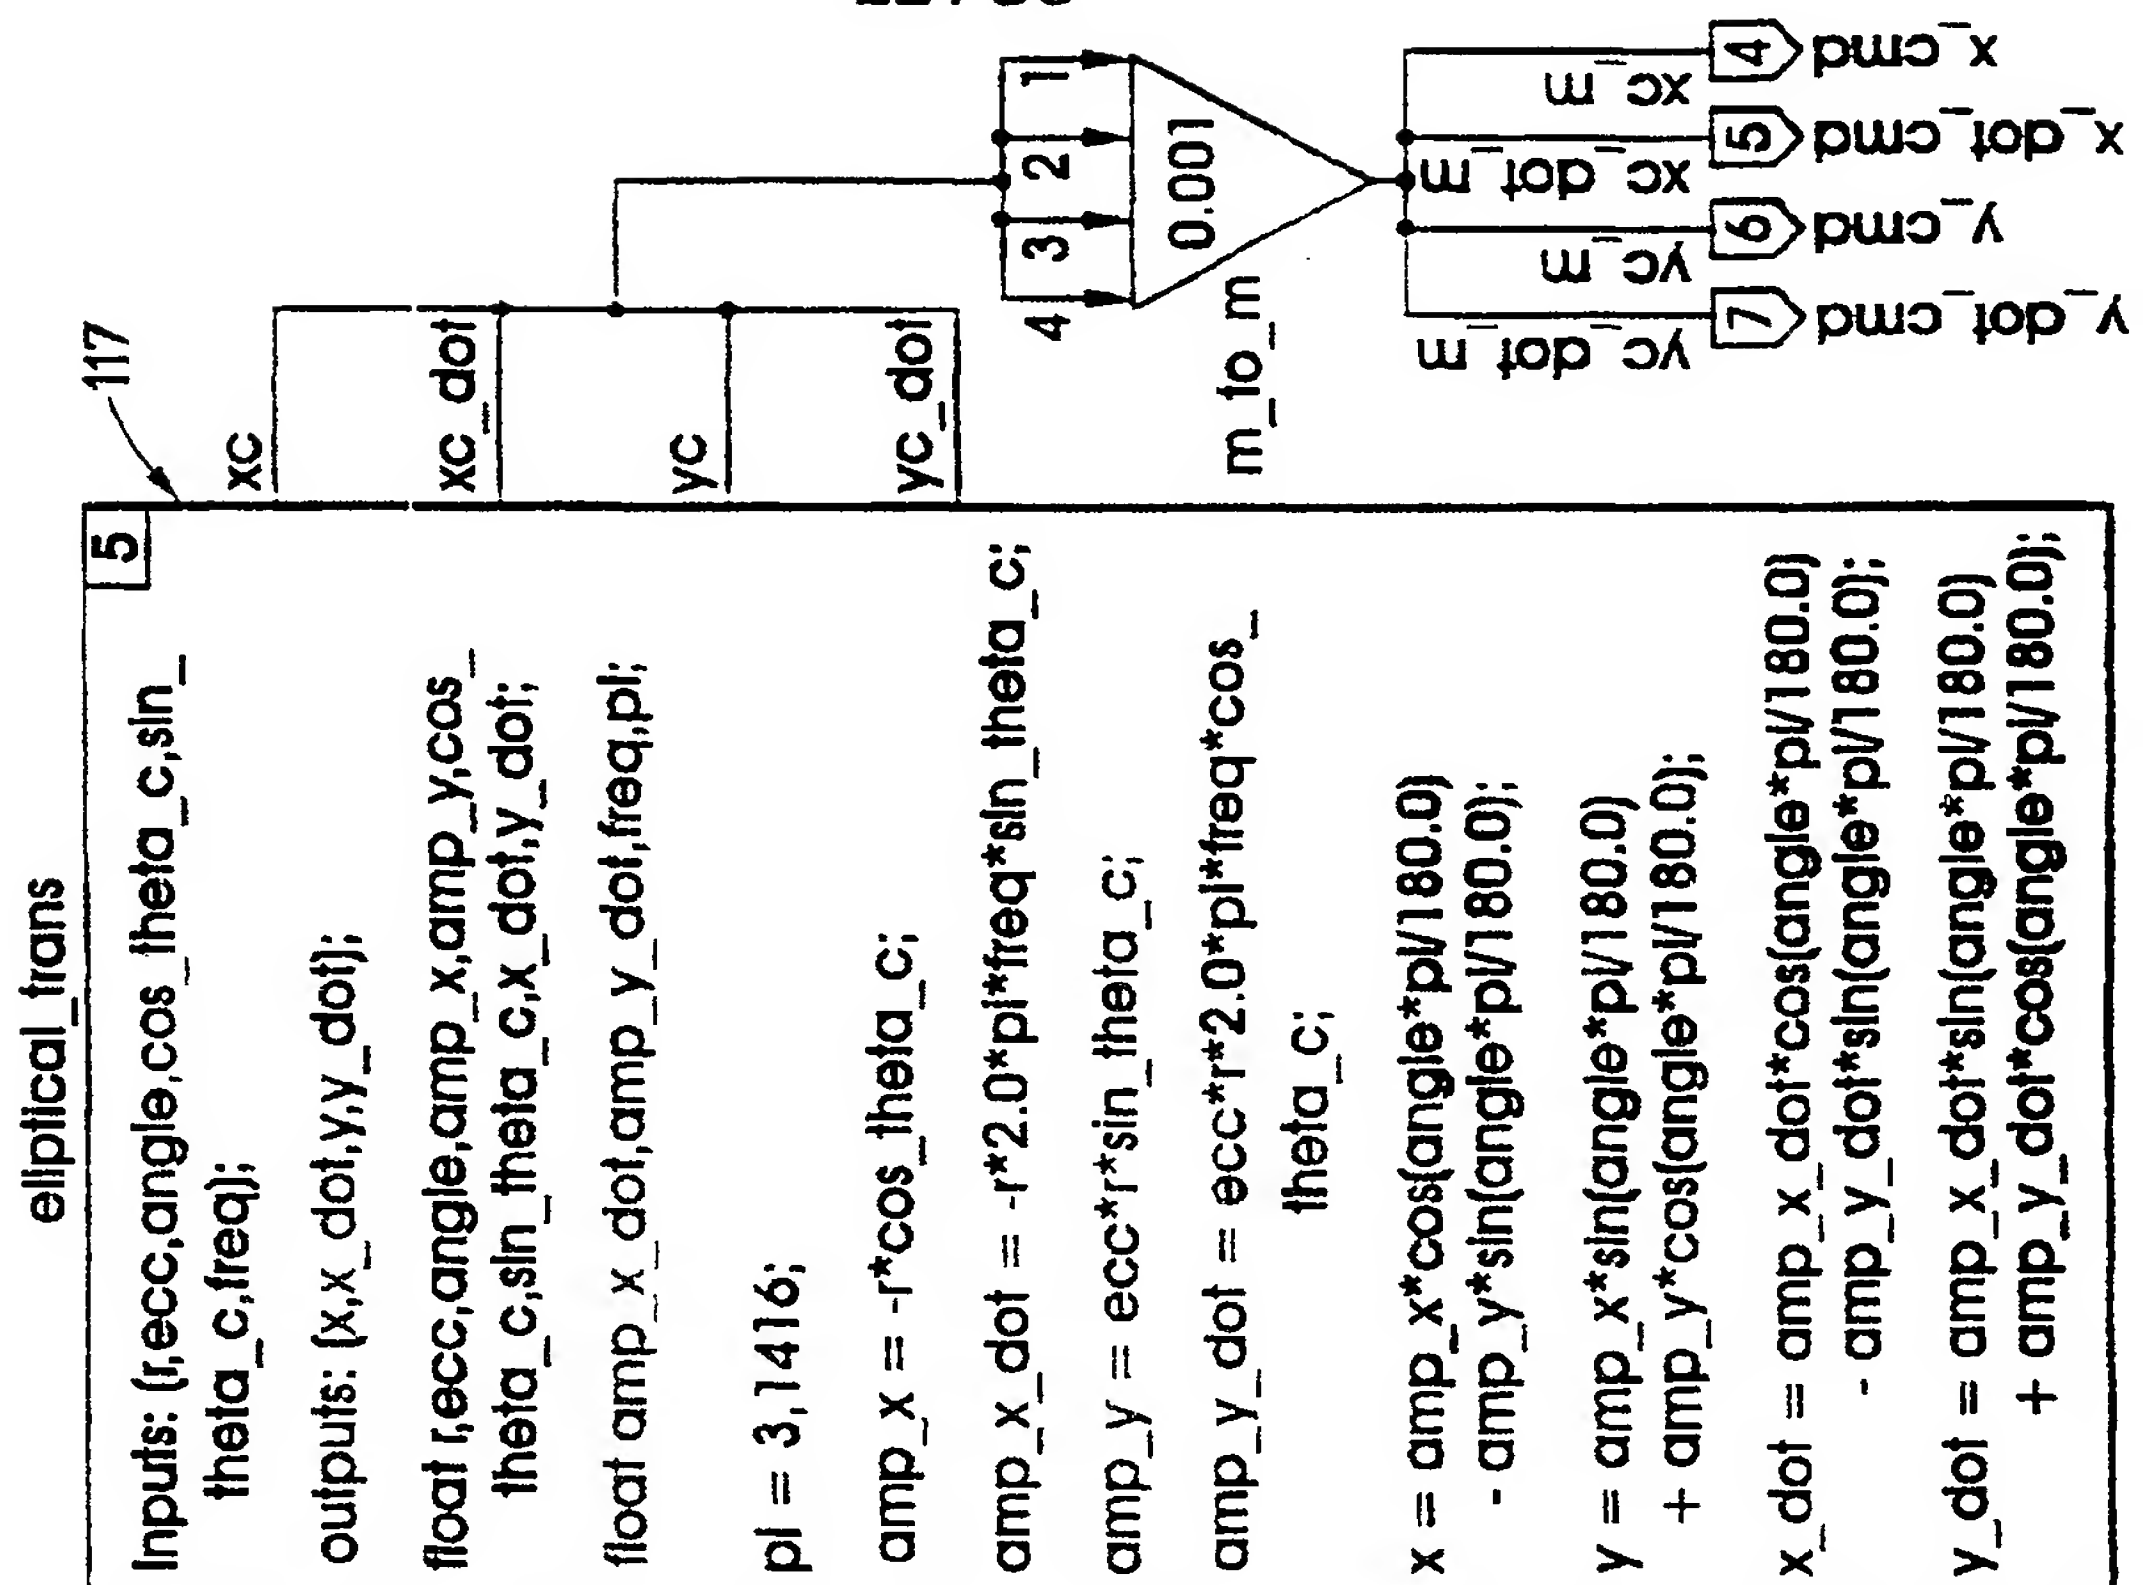 elliptical_trans
5
117
Inputs: (r,ecc,angle,cos_theta_c,sin_
theta_c,freq);
outputs: (x,x_dot,y,y_dot);
float r,ecc,angle,amp_x,amp_y,cos_
theta_c,sin_theta_c,x_dot,y_dot;
float amp_x_dot,amp_y_dot,freq,pi;
pi = 3,1416;
amp_x = -r*cos_theta_c;
amp_x_dot = -r*2.0*pi*freq*sin_theta_c;
amp_y = ecc*r*sin_theta_c;
amp_y_dot = ecc*r*2.0*pi*freq*cos_
theta_c;
x = amp_x*cos(angle*pi/180.0)
- amp_y*sin(angle*pi/180.0);
y = amp_x*sin(angle*pi/180.0)
+ amp_y*cos(angle*pi/180.0);
x_dot = amp_x_dot*cos(angle*pi/180.0)
- amp_y_dot*sin(angle*pi/180.0);
y_dot = amp_x_dot*sin(angle*pi/180.0)
+ amp_y_dot*cos(angle*pi/180.0);
xc
xc_dot
yc
yc_dot
1
2
3
4
0.001
m_to_m
xc_m
4
x_cmd
xc_dot_m
5
x_dot_cmd
yc_m
6
y_cmd
yc_dot_m
7
y_dot_cmd